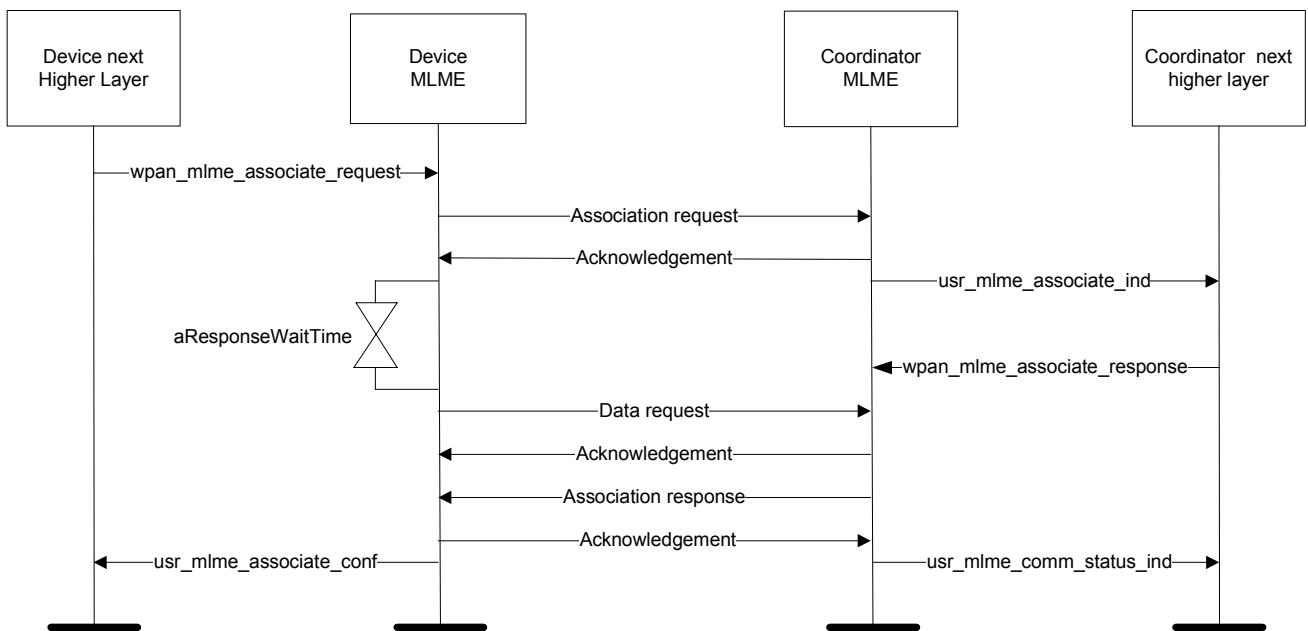 Device next
Higher Layer
Device
MLME
Coordinator
MLME
Coordinator next
higher layer
wpan_mlme_associate_request
Association request
Acknowledgement
usr_mlme_associate_ind
aResponseWaitTime
wpan_mlme_associate_response
Data request
Acknowledgement
Association response
Acknowledgement
usr_mlme_associate_conf
usr_mlme_comm_status_ind